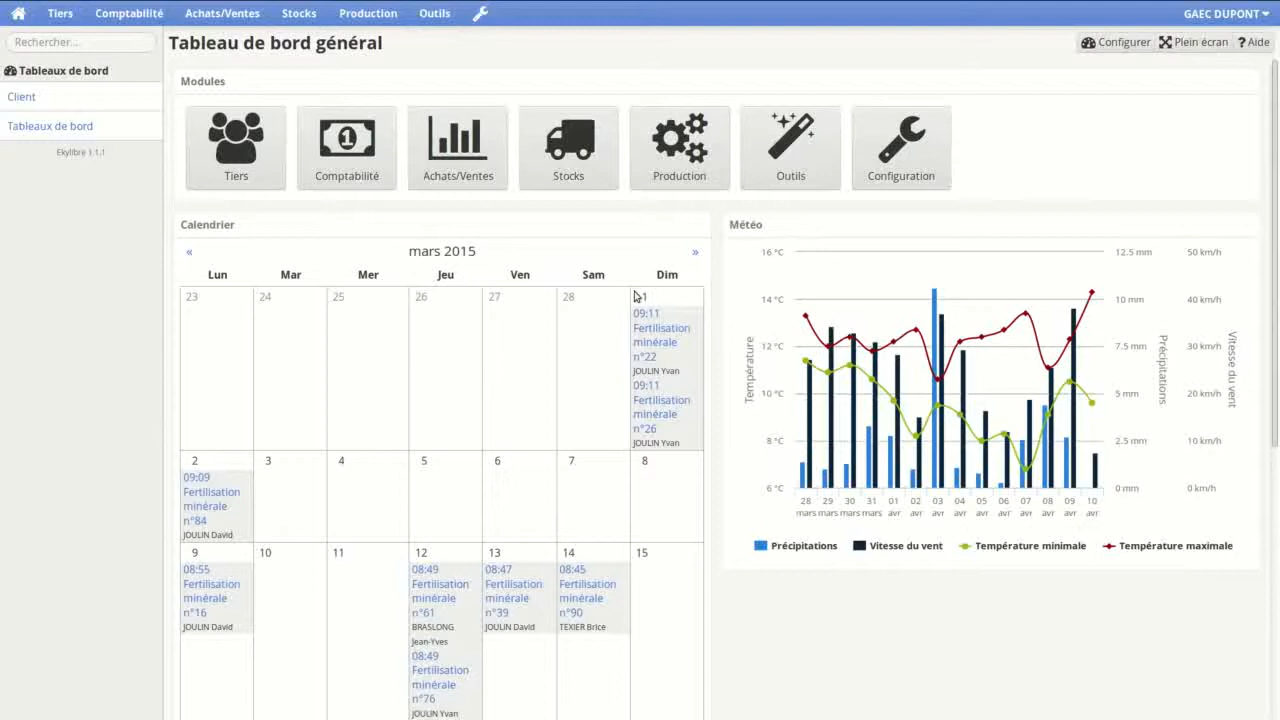 Tiers Comptabilité Achats/Ventes Stocks Production Outils GAEC DUPONT
Rechercher...
Tableau de bord général
Configurer Plein écran ? Aide
Tableaux de bord
Client
Tableaux de bord
Ekylibre 1.1.1
Modules
Tiers Comptabilité Achats/Ventes Stocks Production Outils Configuration
Calendrier
« mars 2015 »
Lun Mar Mer Jeu Ven Sam Dim
23 24 25 26 27 28 1
09:11
Fertilisation
minérale
n°22
JOULIN Yvan
09:11
Fertilisation
minérale
n°26
JOULIN Yvan
2 3 4 5 6 7 8
09:09
Fertilisation
minérale
n°84
JOULIN David
9 10 11 12 13 14 15
08:55
Fertilisation
minérale
n°16
JOULIN David
08:49
Fertilisation
minérale
n°61
BRASLONG
Jean-Yves
08:49
Fertilisation
minérale
n°76
JOULIN Yvan
08:47
Fertilisation
minérale
n°39
JOULIN David
08:45
Fertilisation
minérale
n°90
TEXIER Brice
Météo
16 °C 12.5 mm 50 km/h
14 °C 10 mm 40 km/h
12 °C 7.5 mm 30 km/h
10 °C 5 mm 20 km/h
8 °C 2.5 mm 10 km/h
6 °C 0 mm 0 km/h
Température
Précipitations
Vitesse du vent
28 29 30 31 01 02 03 04 05 06 07 08 09 10
mars mars mars mars avr avr avr avr avr avr avr avr avr avr
Précipitations Vitesse du vent Température minimale Température maximale